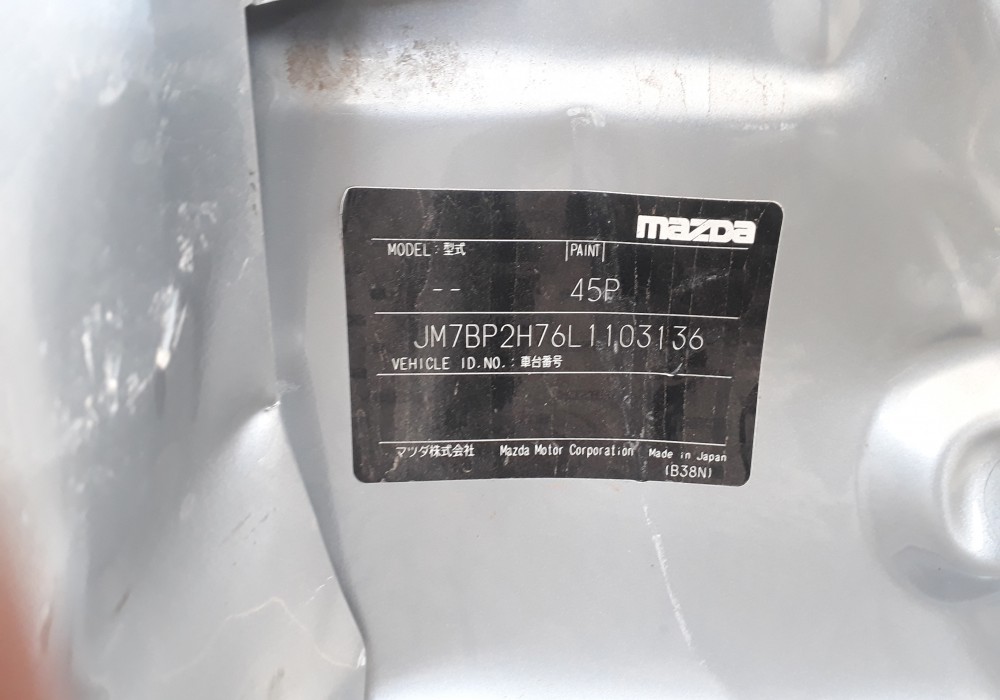 mazda
MODEL : 型式 PAINT
-- 45P
JM7BP2H76L1103136
VEHICLE ID.NO. : 車台番号
マツダ株式会社 Mazda Motor Corporation Made in Japan
(B38N)